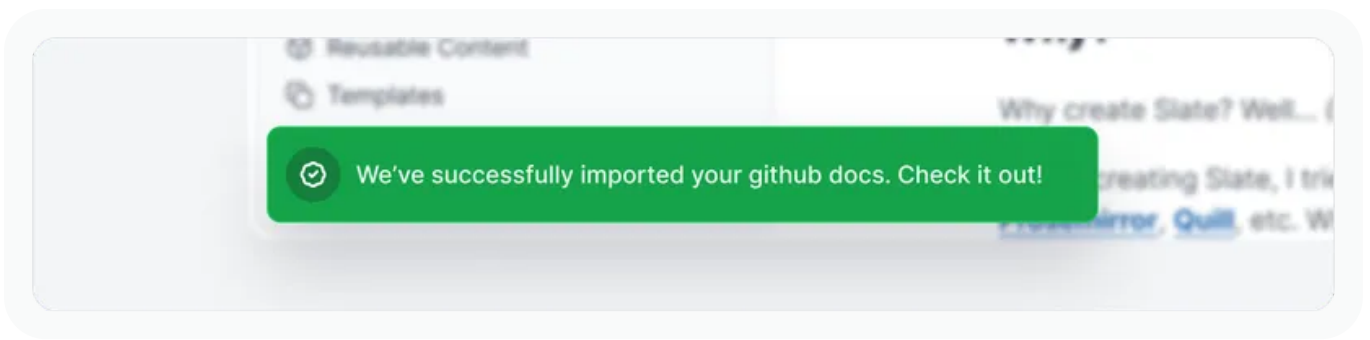 Reusable Content
Templates
Why?
Why create Slate? Well... (
We’ve successfully imported your github docs. Check it out!
creating Slate, I
Quill, etc.